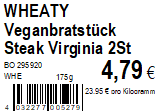 WHEATY
Veganbratstück
Steak Virginia 2St
BO 295920
WHE 175g
4,79 €
23.95 € pro Kilogramm
4 032277 005279